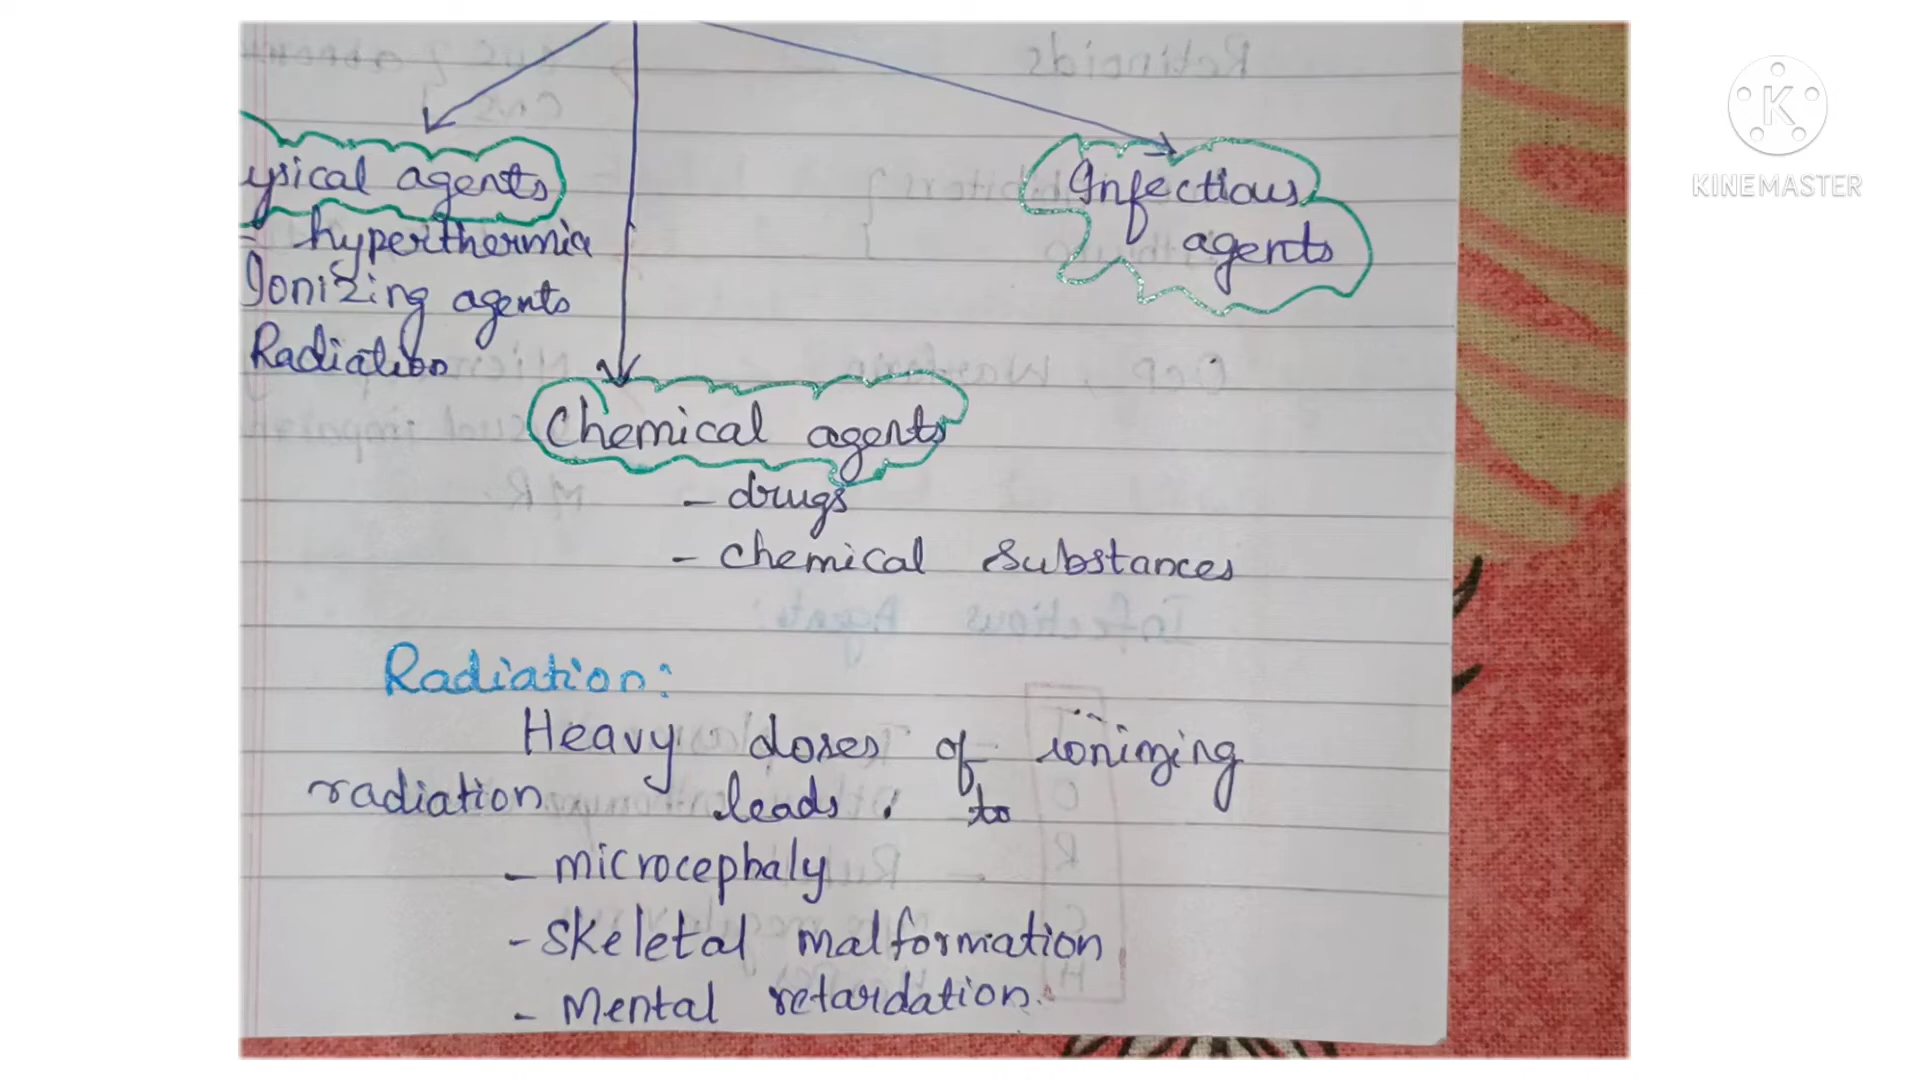 ysical agents
- hyperthermia
Ionizing agents
Radiation
Infectious
agents
Chemical agents
- drugs
- chemical substances
Radiation:
Heavy doses of ionizing
radiation leads to
- microcephaly
- skeletal malformation
- Mental retardation.
K
KINEMASTER